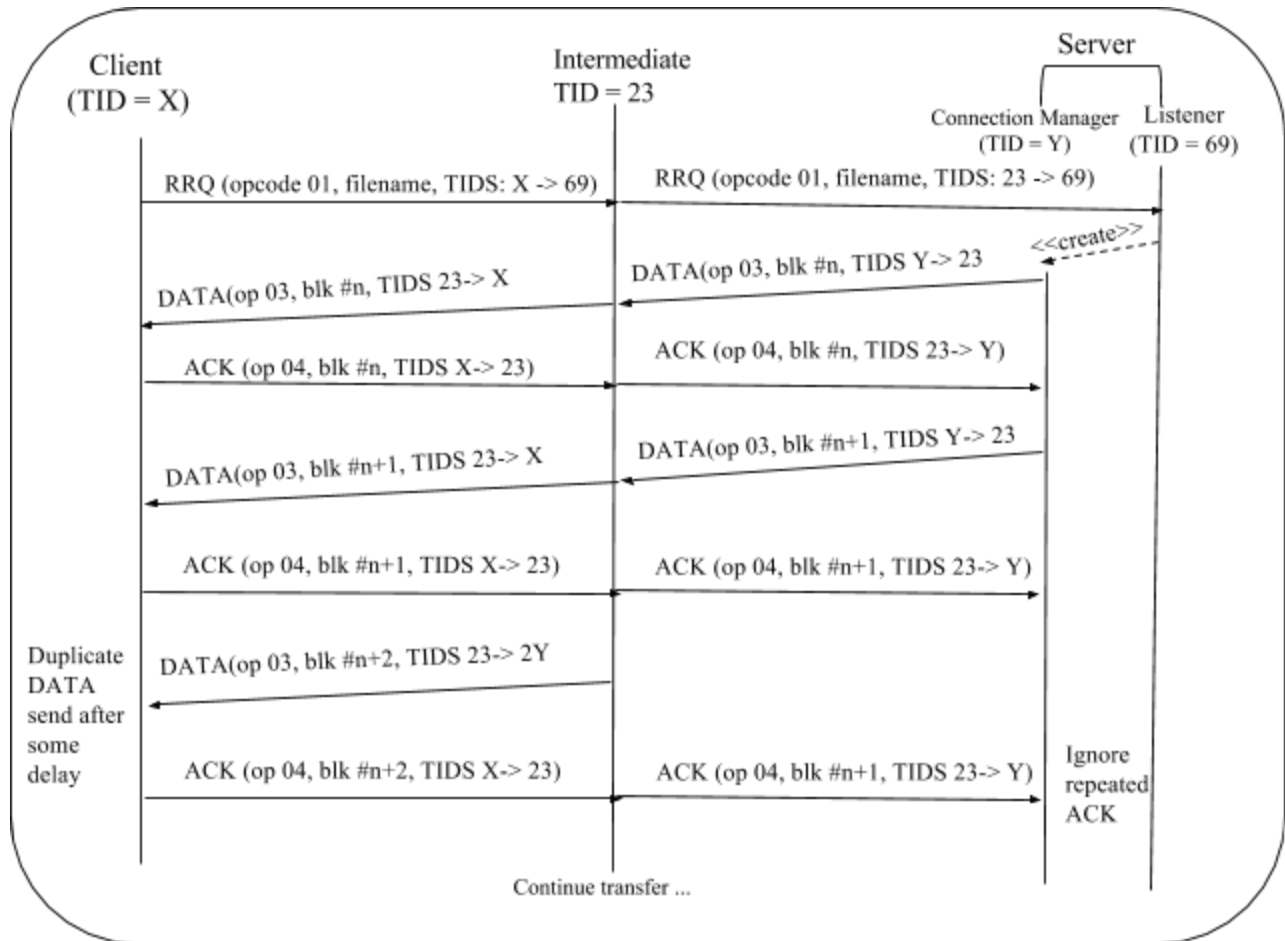 Client
(TID = X)
Intermediate
TID = 23
Server
Connection Manager
(TID = Y)
Listener
(TID = 69)
RRQ (opcode 01, filename, TIDS: X -> 69)
RRQ (opcode 01, filename, TIDS: 23 -> 69)
<<create>>
DATA(op 03, blk #n, TIDS Y-> 23
DATA(op 03, blk #n, TIDS 23-> X
ACK (op 04, blk #n, TIDS X-> 23)
ACK (op 04, blk #n, TIDS 23-> Y)
DATA(op 03, blk #n+1, TIDS Y-> 23
DATA(op 03, blk #n+1, TIDS 23-> X
ACK (op 04, blk #n+1, TIDS X-> 23)
ACK (op 04, blk #n+1, TIDS 23-> Y)
Duplicate
DATA
send after
some
delay
DATA(op 03, blk #n+2, TIDS 23-> 2Y
ACK (op 04, blk #n+2, TIDS X-> 23)
ACK (op 04, blk #n+1, TIDS 23-> Y)
Ignore
repeated
ACK
Continue transfer ...